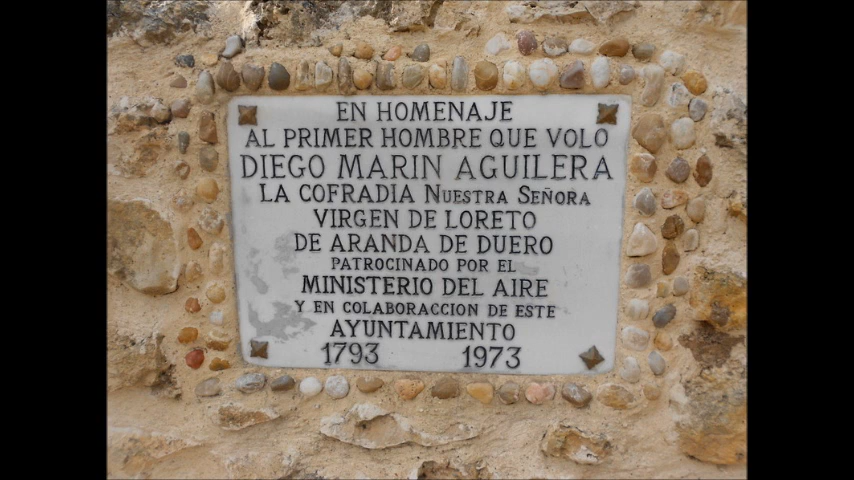 EN HOMENAJE
AL PRIMER HOMBRE QUE VOLO
DIEGO MARIN AGUILERA
LA COFRADIA NUESTRA SEÑORA
VIRGEN DE LORETO
DE ARANDA DE DUERO
PATROCINADO POR EL
MINISTERIO DEL AIRE
Y EN COLABORACCION DE ESTE
AYUNTAMIENTO
1793 1973